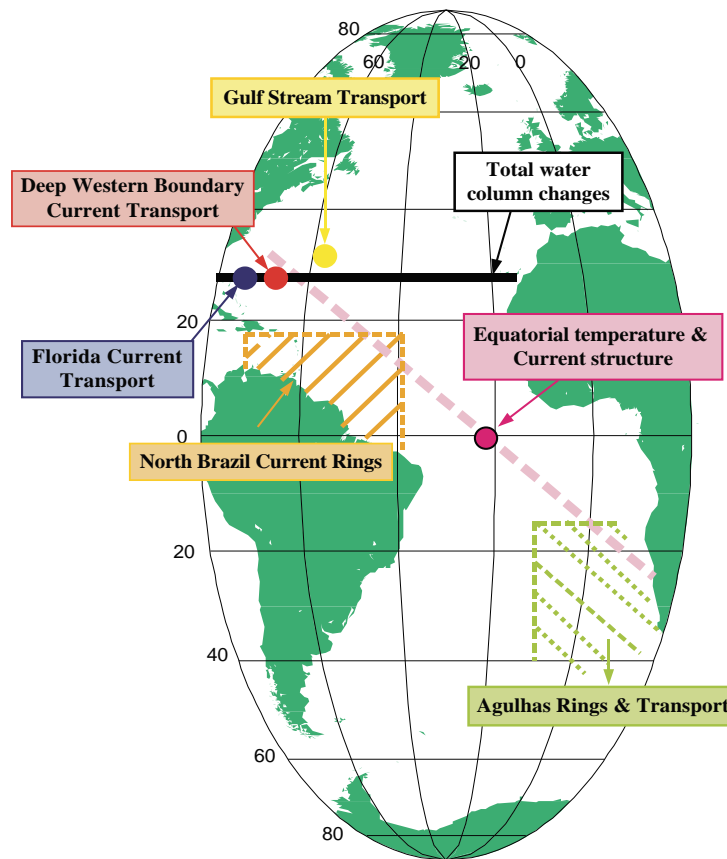 80
60
20
0
Gulf Stream Transport
Total water
column changes
Deep Western Boundary
Current Transport
20
Equatorial temperature &
Current structure
Florida Current
Transport
0
North Brazil Current Rings
20
40
Agulhas Rings & Transport
60
80